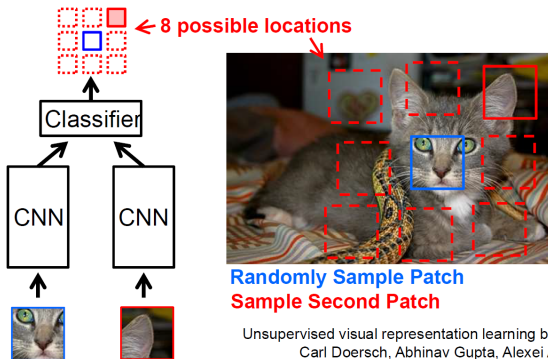 8 possible locations
Classifier
CNN
CNN
Randomly Sample Patch
Sample Second Patch
Unsupervised visual representation learning b
Carl Doersch, Abhinav Gupta, Alexei